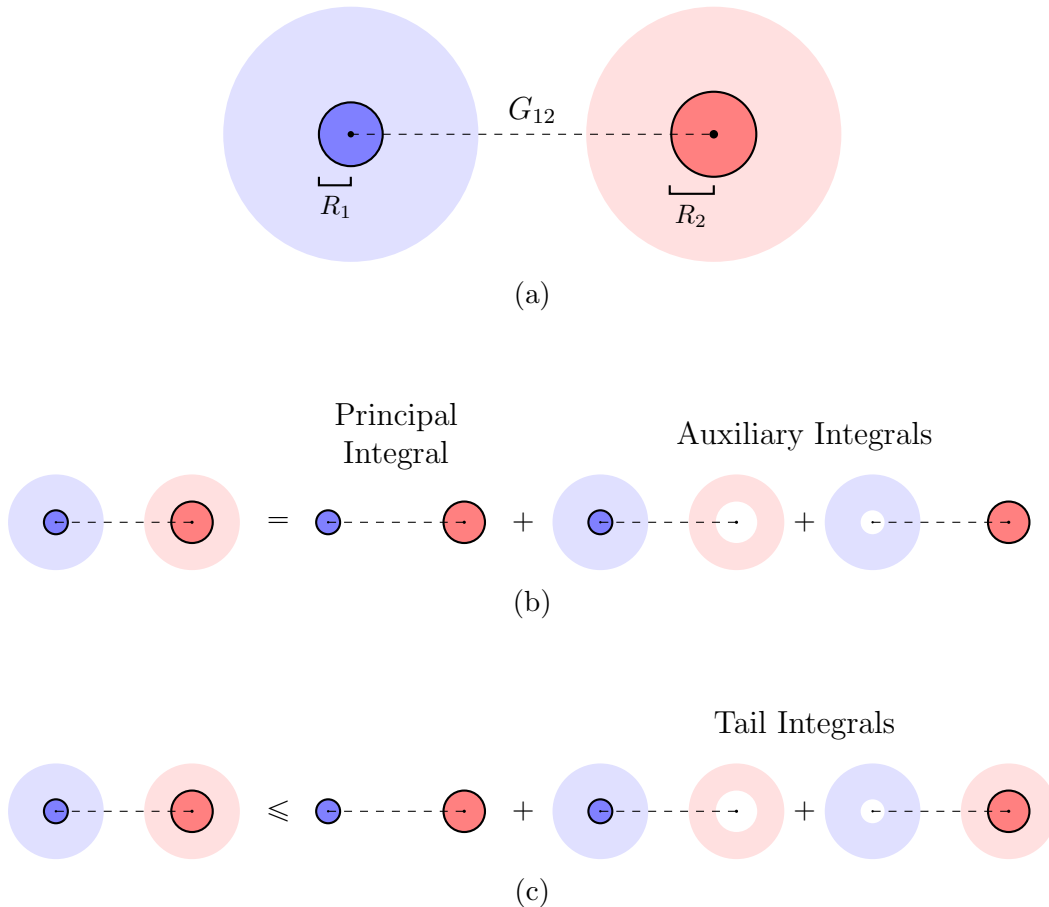 G₁₂
R₁
R₂
(a)
Principal
Integral
Auxiliary Integrals
= + +
(b)
Tail Integrals
⩽ + +
(c)